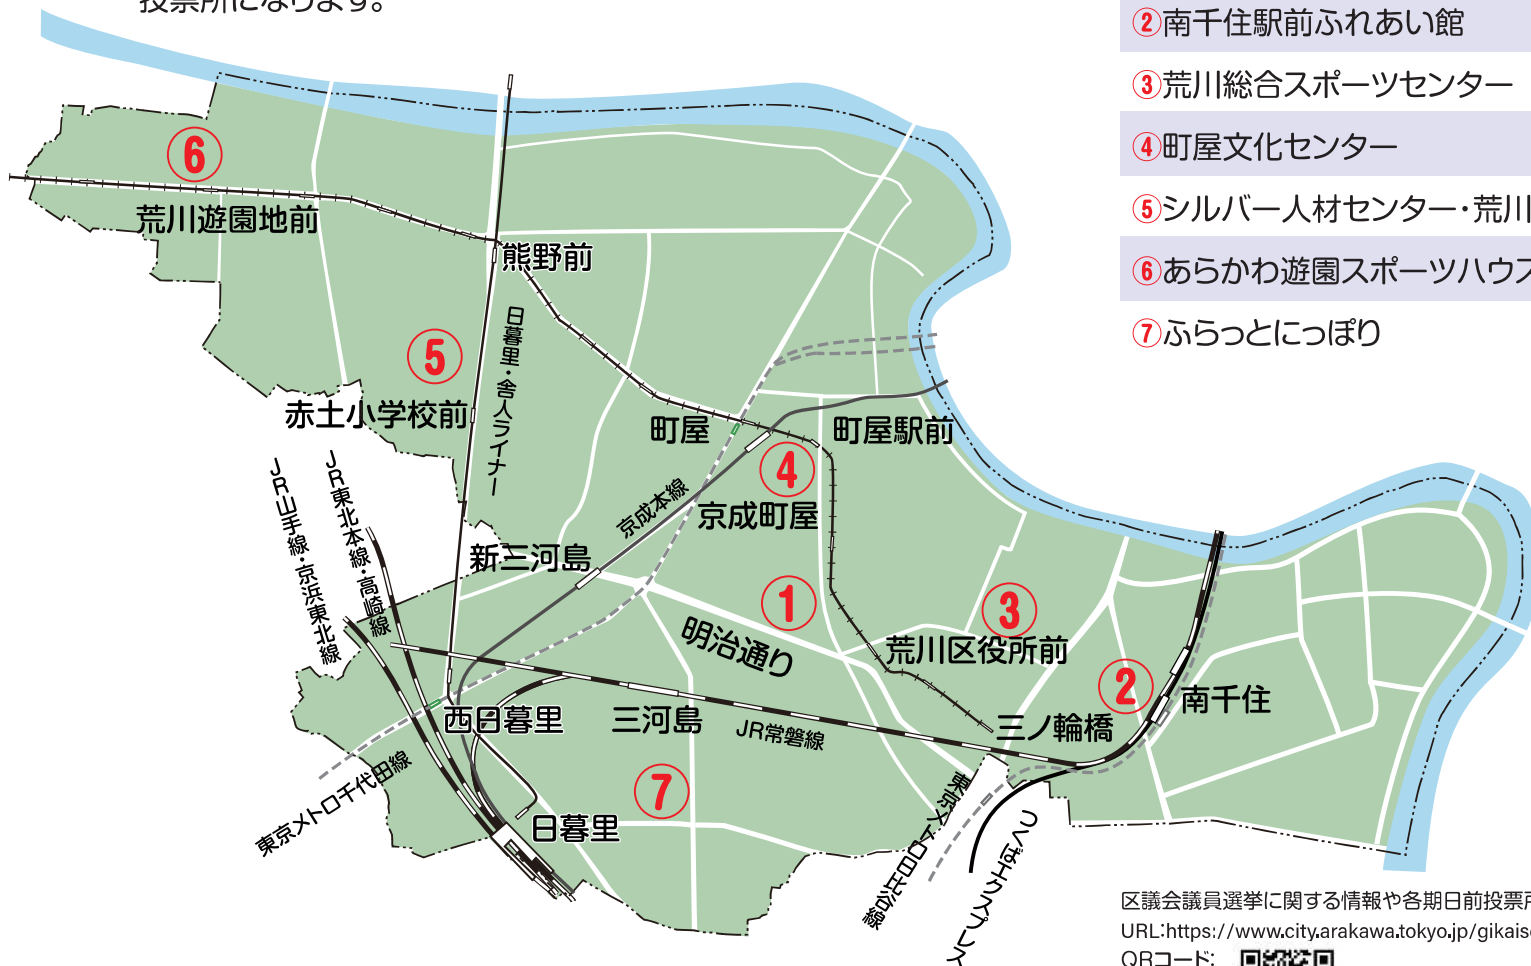 投票所になります。
②南千住駅前ふれあい館
③荒川総合スポーツセンター
④町屋文化センター
⑤シルバー人材センター・荒川
⑥あらかわ遊園スポーツハウス
⑦ふらっとにっぽり
⑥
荒川遊園地前
熊野前
日暮里・舎人ライナー
⑤
赤土小学校前
町屋
町屋駅前
④
京成町屋
京成本線
JR山手線・京浜東北線
JR東北本線・高崎線
新三河島
①
明治通り
③
荒川区役所前
②
南千住
西日暮里
三河島
JR常磐線
三ノ輪橋
東京メトロ千代田線
⑦
日暮里
東京メトロ日比谷線
つくばエクスプレス
区議会議員選挙に関する情報や各期日前投票所
URL:https://www.city.arakawa.tokyo.jp/gikaise
QRコード: